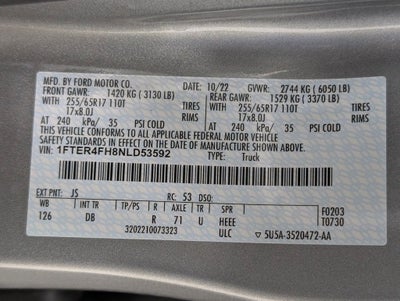 MFD. BY FORD MOTOR CO.
10/22 GVWR: 2744 KG ( 6050 LB)
FRONT GAWR: 1420 KG ( 3130 LB) REAR GAWR: 1529 KG ( 3370 LB)
WITH 255/65R17 110T TIRES WITH 255/65R17 110T TIRES
17x8.0J RIMS 17x8.0J RIMS
AT 240 kPa/ 35 PSI COLD AT 240 kPa/ 35 PSI COLD
THIS VEHICLE CONFORMS TO ALL APPLICABLE FEDERAL MOTOR VEHICLE
SAFETY STANDARDS IN EFFECT ON THE DATE OF MANUFACTURE SHOWN ABOVE.
VIN: 1FTER4FH8NLD53592
TYPE: Truck
EXT PNT: JS RC: 53 DSO:
WB INT TR TP/PS R AXLE TR SPR F0203
126 DB R 71 U HEEE T0730
3202210073323 ULC ▽ 5U5A-3520472-AA